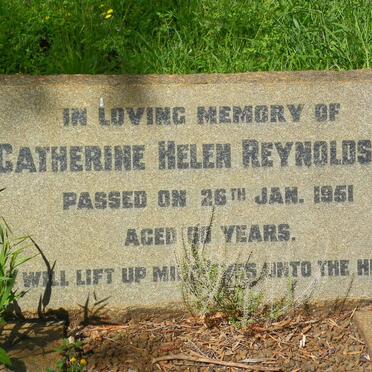 IN LOVING MEMORY OF
CATHERINE HELEN REYNOLDS
PASSED ON 26TH JAN. 1951
AGED YEARS.
WILL LIFT UP UNTO THE